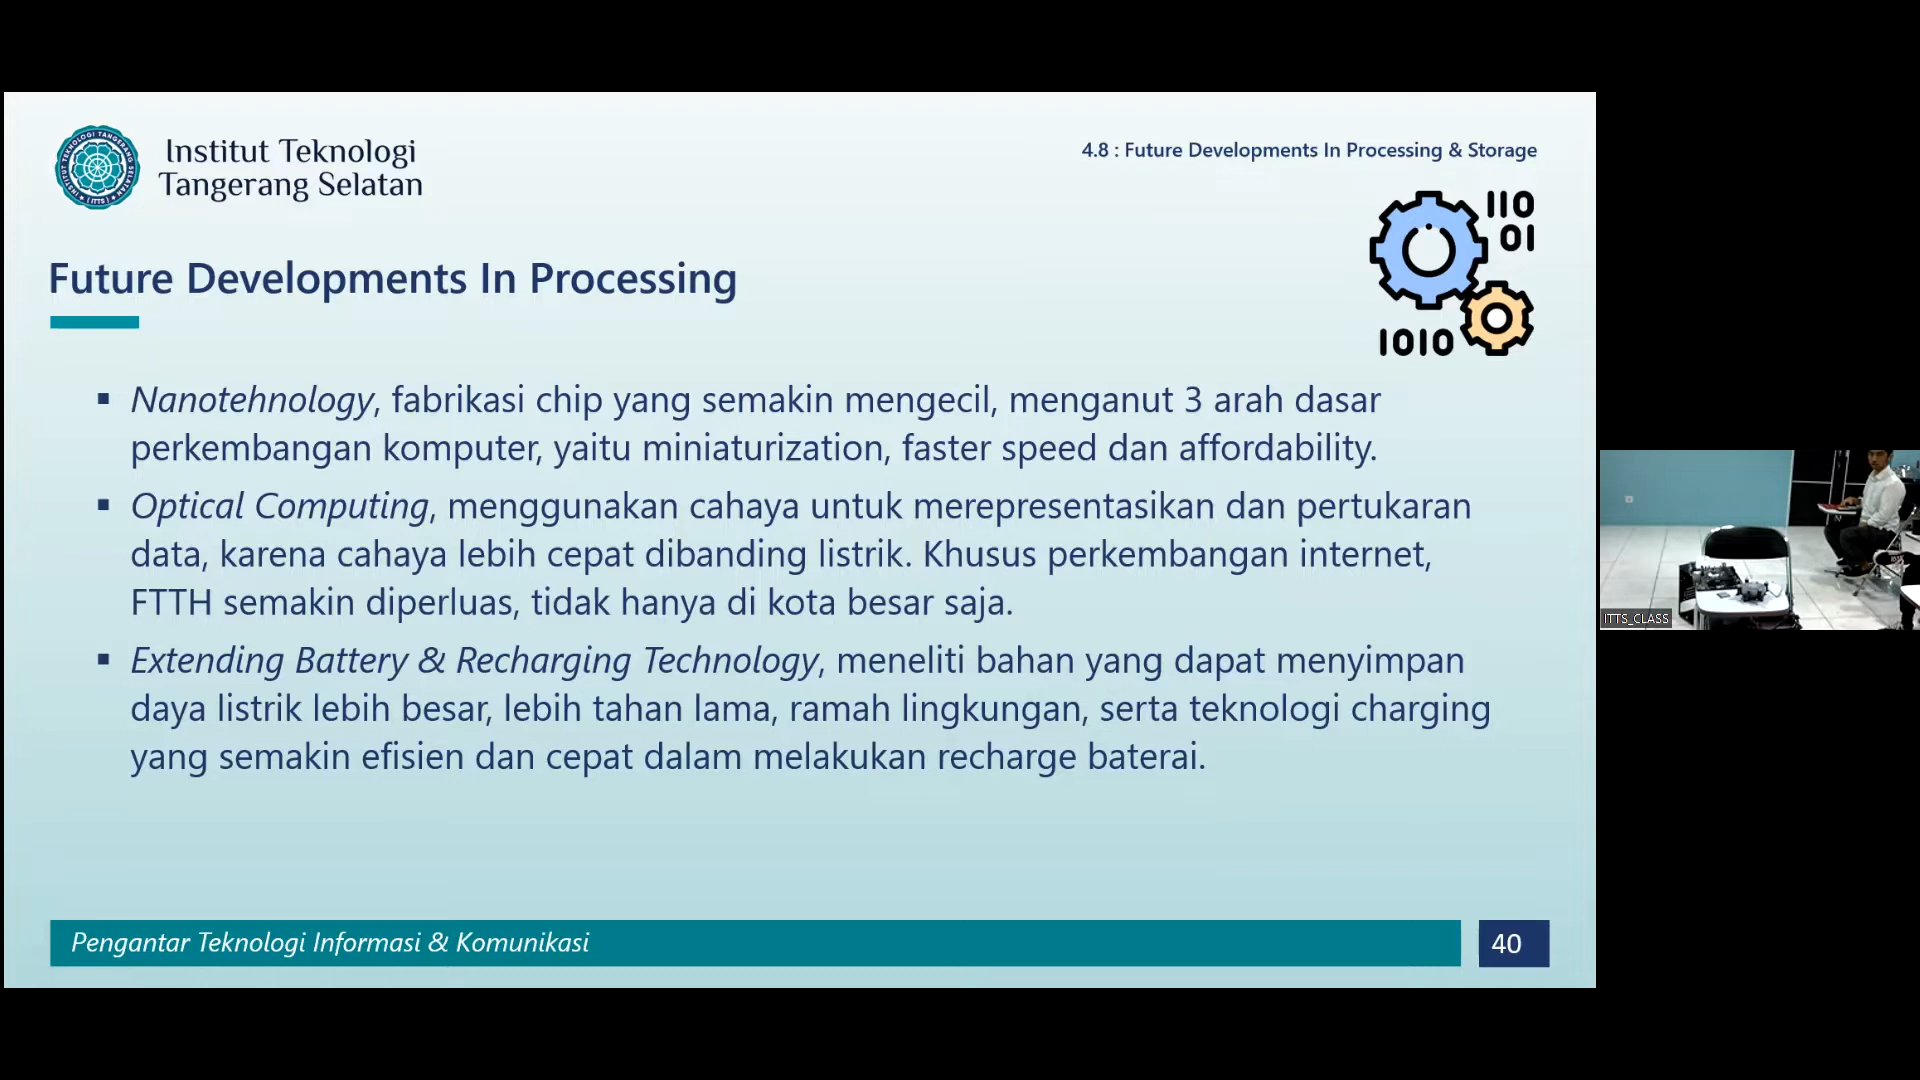 INSTITUT TEKNOLOGI TANGERANG SELATAN
(ITTS)
Institut Teknologi
Tangerang Selatan
4.8 : Future Developments In Processing & Storage
110
01
1010
Future Developments In Processing
▪ Nanotehnology, fabrikasi chip yang semakin mengecil, menganut 3 arah dasar
perkembangan komputer, yaitu miniaturization, faster speed dan affordability.
▪ Optical Computing, menggunakan cahaya untuk merepresentasikan dan pertukaran
data, karena cahaya lebih cepat dibanding listrik. Khusus perkembangan internet,
FTTH semakin diperluas, tidak hanya di kota besar saja.
▪ Extending Battery & Recharging Technology, meneliti bahan yang dapat menyimpan
daya listrik lebih besar, lebih tahan lama, ramah lingkungan, serta teknologi charging
yang semakin efisien dan cepat dalam melakukan recharge baterai.
Pengantar Teknologi Informasi & Komunikasi
40
ITTS_CLASS